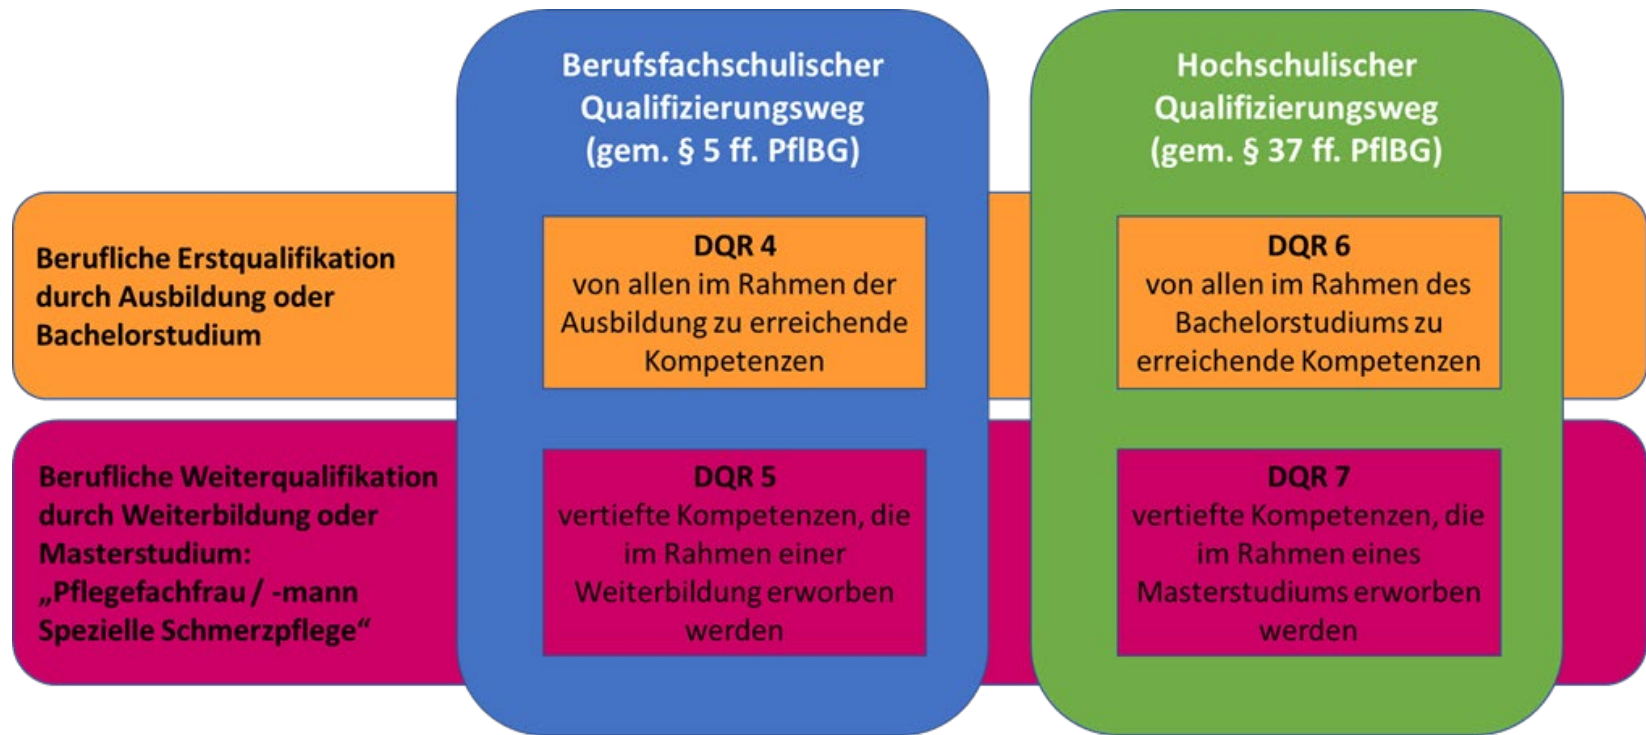 Berufsfachschulischer
Qualifizierungsweg
(gem. § 5 ff. PflBG)
Hochschulischer
Qualifizierungsweg
(gem. § 37 ff. PflBG)
Berufliche Erstqualifikation
durch Ausbildung oder
Bachelorstudium
DQR 4
von allen im Rahmen der
Ausbildung zu erreichende
Kompetenzen
DQR 6
von allen im Rahmen des
Bachelorstudiums zu
erreichende Kompetenzen
Berufliche Weiterqualifikation
durch Weiterbildung oder
Masterstudium:
„Pflegefachfrau / -mann
Spezielle Schmerzpflege“
DQR 5
vertiefte Kompetenzen, die
im Rahmen einer
Weiterbildung erworben
werden
DQR 7
vertiefte Kompetenzen, die
im Rahmen eines
Masterstudiums erworben
werden